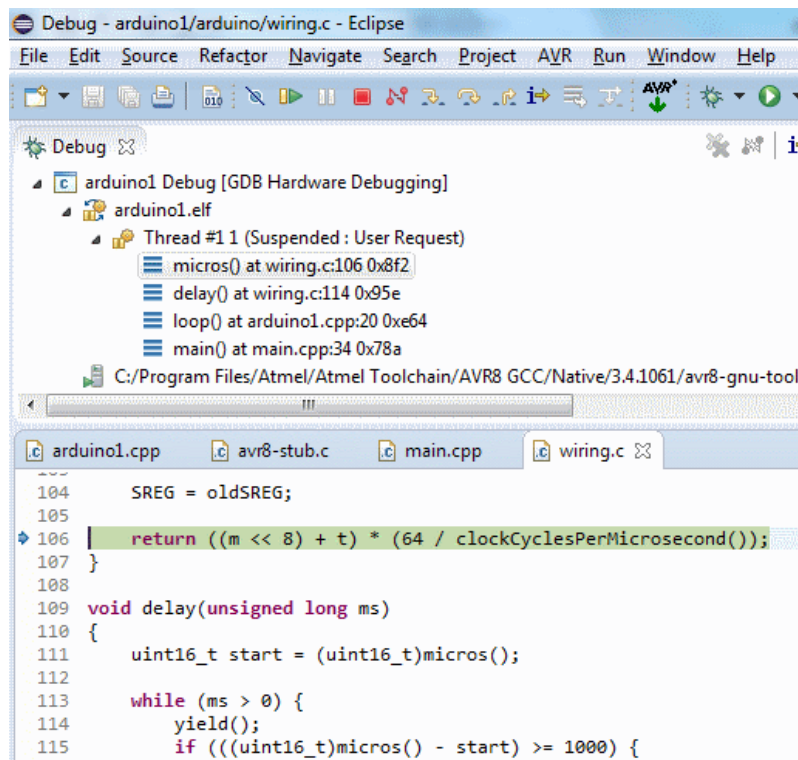 Debug - arduino1/arduino/wiring.c - Eclipse
File Edit Source Refactor Navigate Search Project AVR Run Window Help
010 i AVR
Debug i
c arduino1 Debug [GDB Hardware Debugging]
arduino1.elf
Thread #1 1 (Suspended : User Request)
micros() at wiring.c:106 0x8f2
delay() at wiring.c:114 0x95e
loop() at arduino1.cpp:20 0xe64
main() at main.cpp:34 0x78a
C:/Program Files/Atmel/Atmel Toolchain/AVR8 GCC/Native/3.4.1061/avr8-gnu-tool
.c arduino1.cpp .c avr8-stub.c .c main.cpp .c wiring.c
104 SREG = oldSREG;
105
106 return ((m << 8) + t) * (64 / clockCyclesPerMicrosecond());
107 }
108
109 void delay(unsigned long ms)
110 {
111 uint16_t start = (uint16_t)micros();
112
113 while (ms > 0) {
114 yield();
115 if (((uint16_t)micros() - start) >= 1000) {